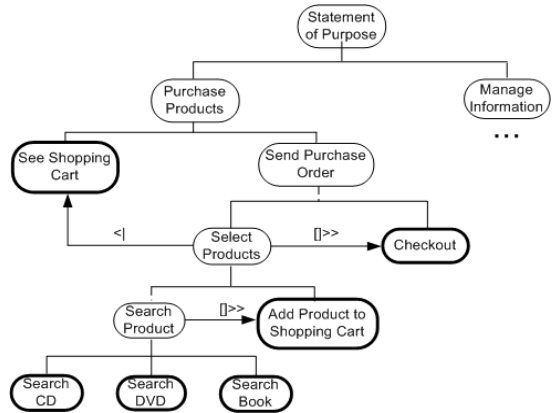 Statement
of Purpose
Purchase
Products
Manage
Information
...
See Shopping
Cart
Send Purchase
Order
<|
Select
Products
[]>>
Checkout
Search
Product
[]>>
Add Product to
Shopping Cart
Search
CD
Search
DVD
Search
Book